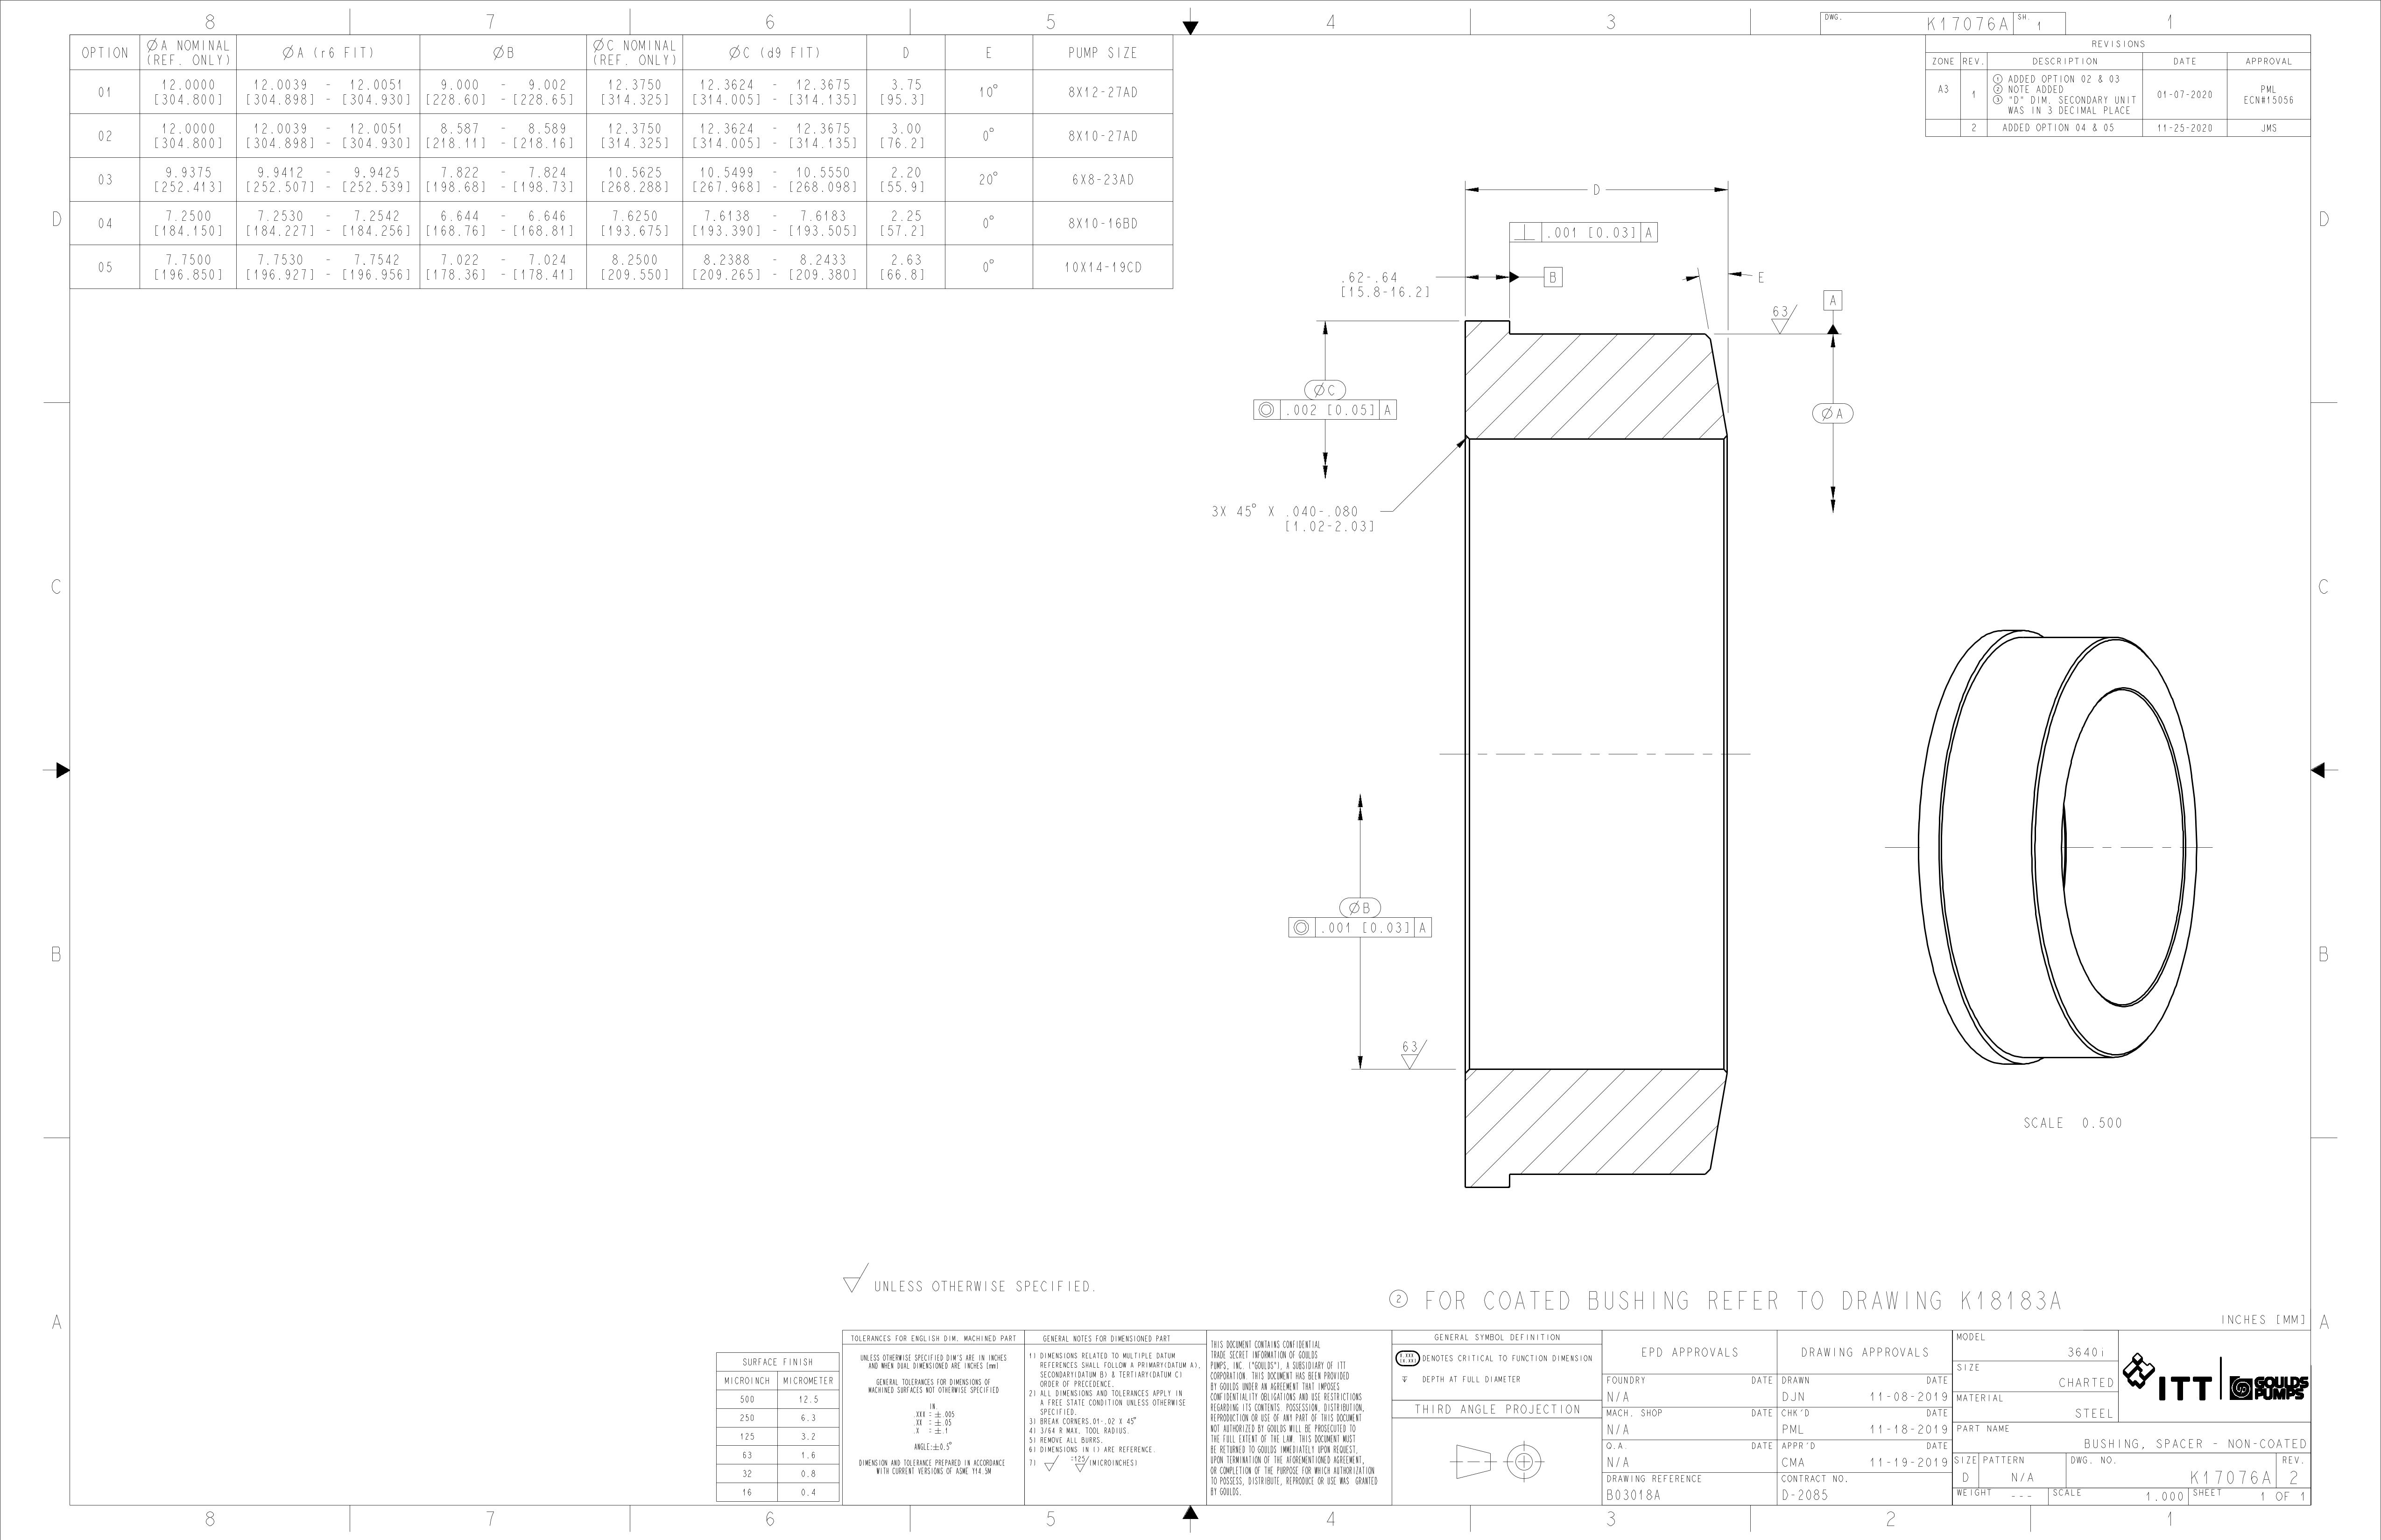 8 7 6 5 4 3 1
DWG. K17076A SH. 1
OPTION ØA NOMINAL (REF. ONLY) ØA (r6 FIT) ØB ØC NOMINAL (REF. ONLY) ØC (d9 FIT) D E PUMP SIZE
01 12.0000 12.0039 - 12.0051 9.000 - 9.002 12.3750 12.3624 - 12.3675 3.75 10° 8X12-27AD
[304.800] [304.898] - [304.930] [228.60] - [228.65] [314.325] [314.005] - [314.135] [95.3]
02 12.0000 12.0039 - 12.0051 8.587 - 8.589 12.3750 12.3624 - 12.3675 3.00 0° 8X10-27AD
[304.800] [304.898] - [304.930] [218.11] - [218.16] [314.325] [314.005] - [314.135] [76.2]
03 9.9375 9.9412 - 9.9425 7.822 - 7.824 10.5625 10.5499 - 10.5550 2.20 20° 6X8-23AD
[252.413] [252.507] - [252.539] [198.68] - [198.73] [268.288] [267.968] - [268.098] [55.9]
04 7.2500 7.2530 - 7.2542 6.644 - 6.646 7.6250 7.6138 - 7.6183 2.25 0° 8X10-16BD
[184.150] [184.227] - [184.256] [168.76] - [168.81] [193.675] [193.390] - [193.505] [57.2]
05 7.7500 7.7530 - 7.7542 7.022 - 7.024 8.2500 8.2388 - 8.2433 2.63 0° 10X14-19CD
[196.850] [196.927] - [196.956] [178.36] - [178.41] [209.550] [209.265] - [209.380] [66.8]
REVISIONS
ZONE REV. DESCRIPTION DATE APPROVAL
A3 1 ① ADDED OPTION 02 & 03
② NOTE ADDED
③ "D" DIM. SECONDARY UNIT
WAS IN 3 DECIMAL PLACE
01-07-2020 PML
ECN#15056
2 ADDED OPTION 04 & 05 11-25-2020 JMS
D D
D
⊥ .001 [0.03] A
.62-.64
[15.8-16.2]
B
E
A
63
ØC
◎ .002 [0.05] A
ØA
3X 45° X .040-.080
[1.02-2.03]
C C
ØB
◎ .001 [0.03] A
B B
63
SCALE 0.500
UNLESS OTHERWISE SPECIFIED.
② FOR COATED BUSHING REFER TO DRAWING K18183A
INCHES [MM]
A A
SURFACE FINISH
MICROINCH MICROMETER
500 12.5
250 6.3
125 3.2
63 1.6
32 0.8
16 0.4
TOLERANCES FOR ENGLISH DIM. MACHINED PART
UNLESS OTHERWISE SPECIFIED DIM'S ARE IN INCHES
AND WHEN DUAL DIMENSIONED ARE INCHES [mm]
GENERAL TOLERANCES FOR DIMENSIONS OF
MACHINED SURFACES NOT OTHERWISE SPECIFIED
IN.
.XXX = ± .005
.XX = ± .05
.X = ± .1
ANGLE:±0.5°
DIMENSION AND TOLERANCE PREPARED IN ACCORDANCE
WITH CURRENT VERSIONS OF ASME Y14.5M
GENERAL NOTES FOR DIMENSIONED PART
1) DIMENSIONS RELATED TO MULTIPLE DATUM
REFERENCES SHALL FOLLOW A PRIMARY(DATUM A),
SECONDARY(DATUM B) & TERTIARY(DATUM C)
ORDER OF PRECEDENCE.
2) ALL DIMENSIONS AND TOLERANCES APPLY IN
A FREE STATE CONDITION UNLESS OTHERWISE
SPECIFIED.
3) BREAK CORNERS.01-.02 X 45°
4) 3/64 R MAX. TOOL RADIUS.
5) REMOVE ALL BURRS.
6) DIMENSIONS IN () ARE REFERENCE.
7) =125 (MICROINCHES)
THIS DOCUMENT CONTAINS CONFIDENTIAL
TRADE SECRET INFORMATION OF GOULDS
PUMPS, INC. ("GOULDS"), A SUBSIDIARY OF ITT
CORPORATION. THIS DOCUMENT HAS BEEN PROVIDED
BY GOULDS UNDER AN AGREEMENT THAT IMPOSES
CONFIDENTIALITY OBLIGATIONS AND USE RESTRICTIONS
REGARDING ITS CONTENTS. POSSESSION, DISTRIBUTION,
REPRODUCTION OR USE OF ANY PART OF THIS DOCUMENT
NOT AUTHORIZED BY GOULDS WILL BE PROSECUTED TO
THE FULL EXTENT OF THE LAW. THIS DOCUMENT MUST
BE RETURNED TO GOULDS IMMEDIATELY UPON REQUEST,
UPON TERMINATION OF THE AFOREMENTIONED AGREEMENT,
OR COMPLETION OF THE PURPOSE FOR WHICH AUTHORIZATION
TO POSSESS, DISTRIBUTE, REPRODUCE OR USE WAS GRANTED
BY GOULDS.
GENERAL SYMBOL DEFINITION
X.XXX [X.XX] DENOTES CRITICAL TO FUNCTION DIMENSION
DEPTH AT FULL DIAMETER
THIRD ANGLE PROJECTION
EPD APPROVALS
FOUNDRY DATE
N/A
MACH. SHOP DATE
N/A
Q.A. DATE
N/A
DRAWING REFERENCE
B03018A
DRAWING APPROVALS
DRAWN DATE
DJN 11-08-2019
CHK'D DATE
PML 11-18-2019
APPR'D DATE
CMA 11-19-2019
CONTRACT NO.
D-2085
MODEL
3640i
SIZE
CHARTED
MATERIAL
STEEL
ITT GOULDS PUMPS
PART NAME
BUSHING, SPACER - NON-COATED
SIZE PATTERN DWG. NO. REV.
D N/A K17076A 2
WEIGHT --- SCALE 1.000 SHEET 1 OF 1
8 7 6 5 4 3 2 1